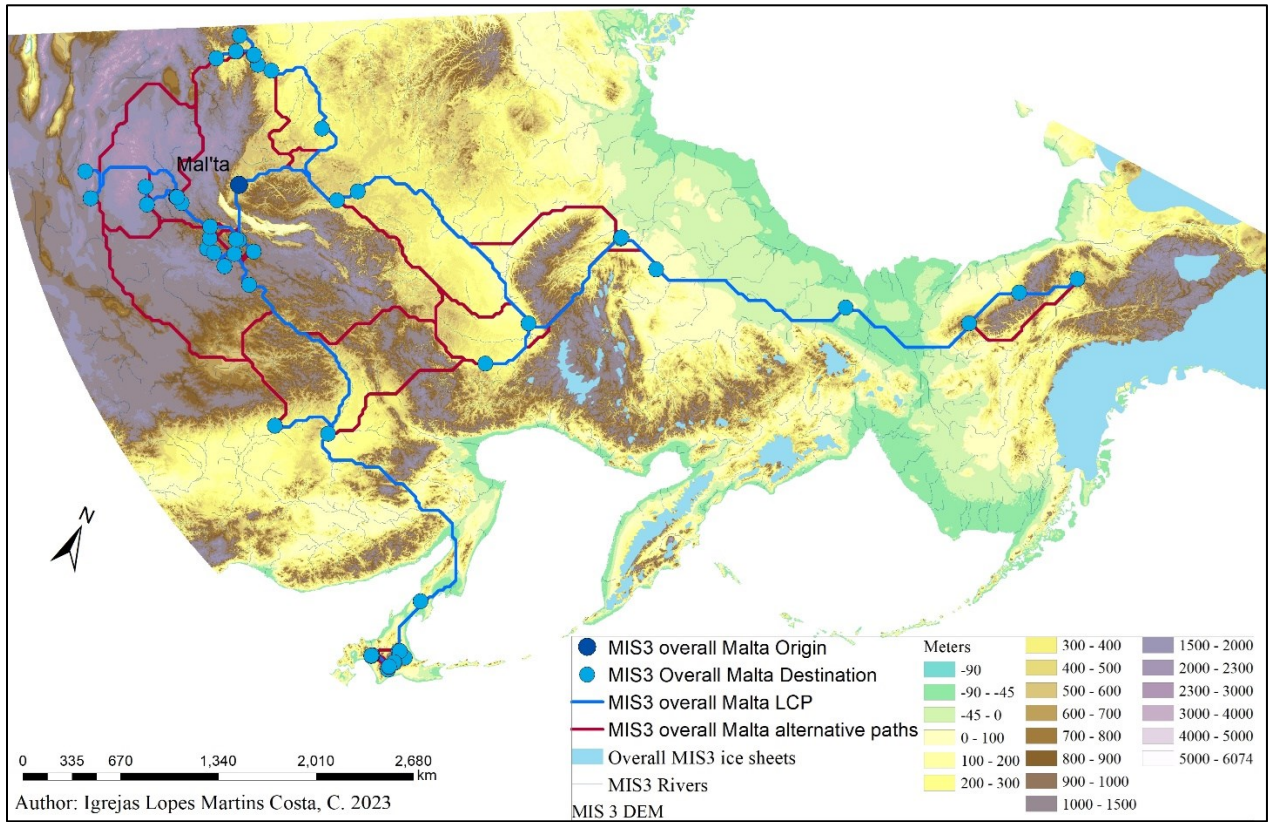 Mal'ta
N
MIS3 overall Malta Origin
MIS3 Overall Malta Destination
MIS3 overall Malta LCP
MIS3 overall Malta alternative paths
Overall MIS3 ice sheets
MIS3 Rivers
MIS 3 DEM
Meters
-90
-90 - -45
-45 - 0
0 - 100
100 - 200
200 - 300
300 - 400
400 - 500
500 - 600
600 - 700
700 - 800
800 - 900
900 - 1000
1000 - 1500
1500 - 2000
2000 - 2300
2300 - 3000
3000 - 4000
4000 - 5000
5000 - 6074
0 335 670 1,340 2,010 2,680
km
Author: Igrejas Lopes Martins Costa, C. 2023